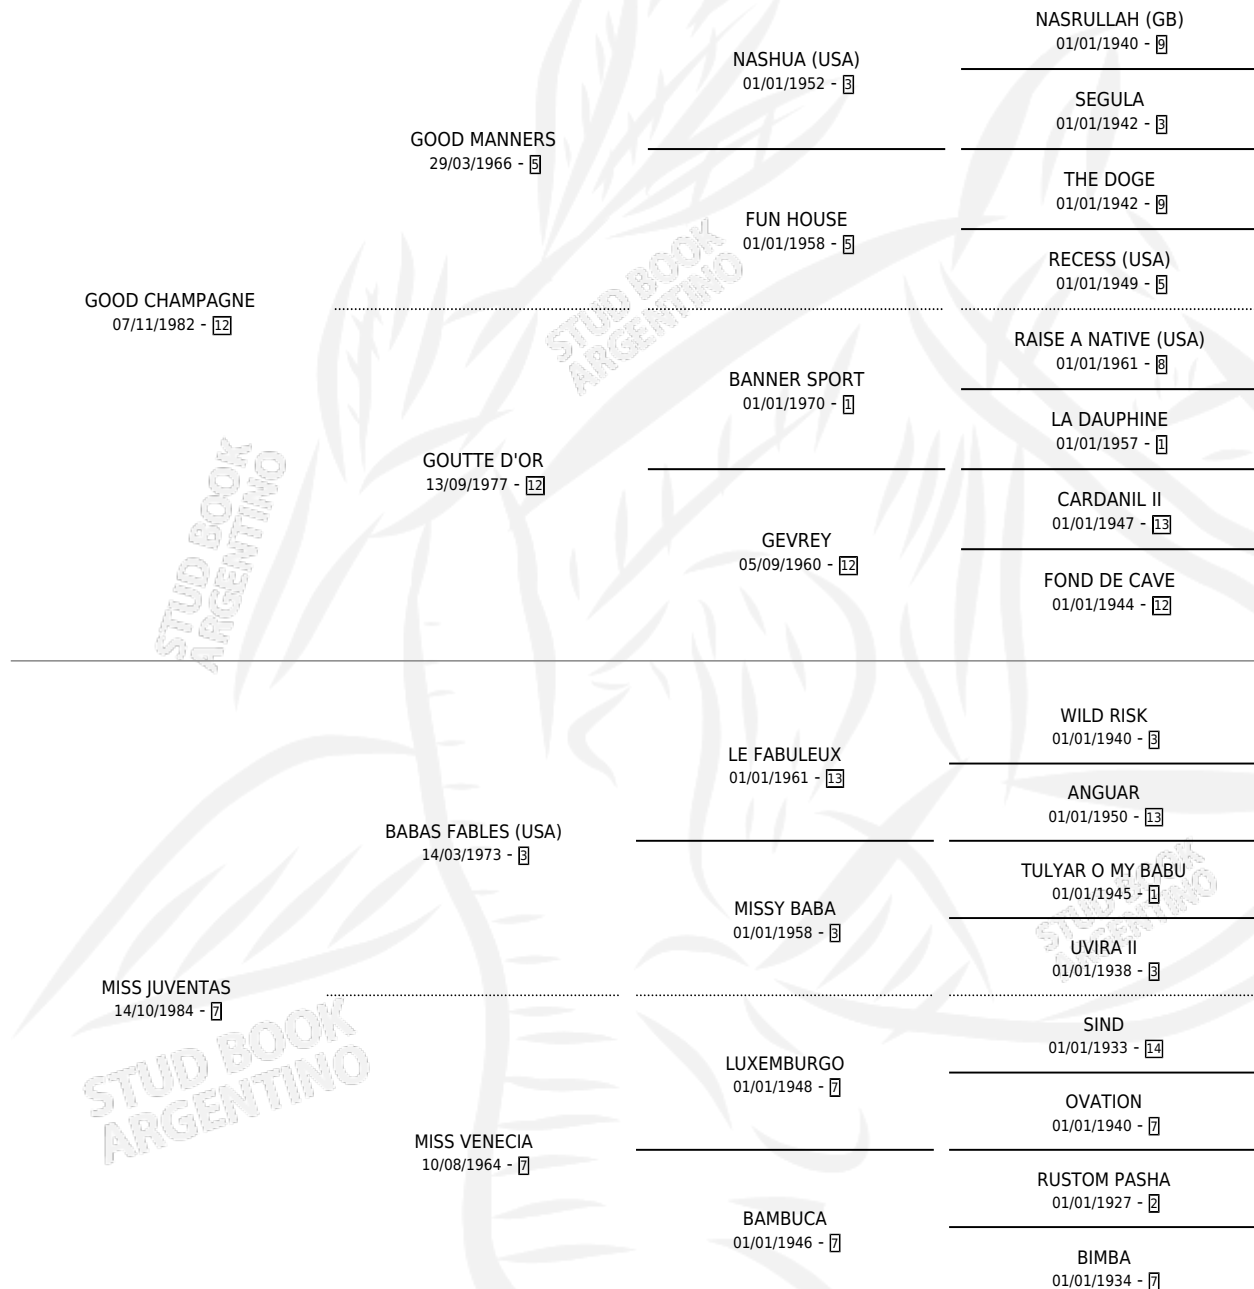 NASRULLAH (GB)
01/01/1940 - 9
NASHUA (USA)
01/01/1952 - 3
SEGULA
01/01/1942 - 3
GOOD MANNERS
29/03/1966 - 5
THE DOGE
01/01/1942 - 9
FUN HOUSE
01/01/1958 - 5
RECESS (USA)
01/01/1949 - 5
GOOD CHAMPAGNE
07/11/1982 - 12
RAISE A NATIVE (USA)
01/01/1961 - 8
BANNER SPORT
01/01/1970 - 1
LA DAUPHINE
01/01/1957 - 1
GOUTTE D'OR
13/09/1977 - 12
CARDANIL II
01/01/1947 - 13
GEVREY
05/09/1960 - 12
FOND DE CAVE
01/01/1944 - 12
WILD RISK
01/01/1940 - 3
LE FABULEUX
01/01/1961 - 13
ANGUAR
01/01/1950 - 13
BABAS FABLES (USA)
14/03/1973 - 3
TULYAR O MY BABU
01/01/1945 - 1
MISSY BABA
01/01/1958 - 3
UVIRA II
01/01/1938 - 3
MISS JUVENTAS
14/10/1984 - 7
SIND
01/01/1933 - 14
LUXEMBURGO
01/01/1948 - 7
OVATION
01/01/1940 - 7
MISS VENECIA
10/08/1964 - 7
RUSTOM PASHA
01/01/1927 - 2
BAMBUCA
01/01/1946 - 7
BIMBA
01/01/1934 - 7
STUD BOOK
ARGENTINO
STUD BOOK
ARGENTINO
STUD BOOK
ARGENTINO
STUD BOOK
ARGENTINO